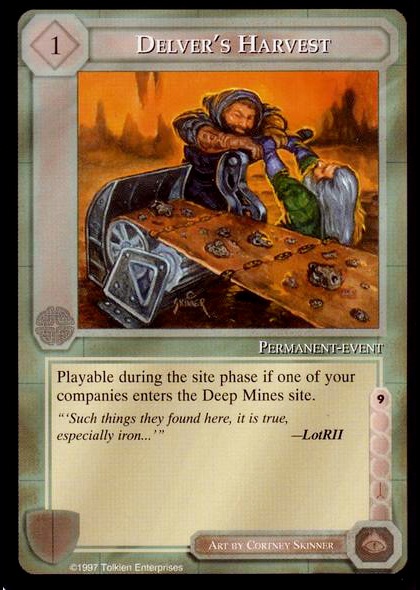 1
DELVER'S HARVEST
SKINNER
PERMANENT-EVENT
Playable during the site phase if one of your
companies enters the Deep Mines site.
"'Such things they found here, it is true,
especially iron...'" —LotRII
9
ART BY CORTNEY SKINNER
©1997 Tolkien Enterprises